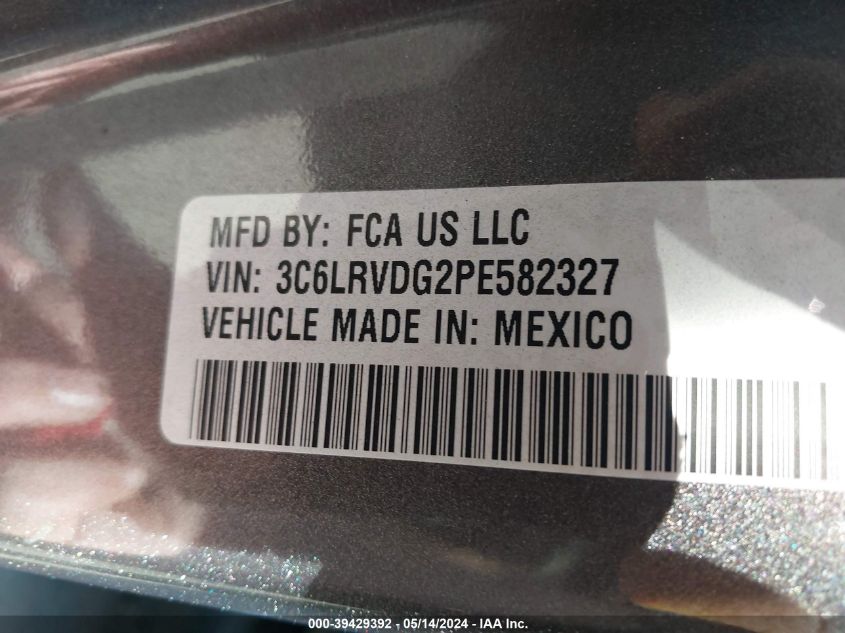 MFD BY: FCA US LLC
VIN: 3C6LRVDG2PE582327
VEHICLE MADE IN: MEXICO
000-39429392 - 05/14/2024 - IAA Inc.